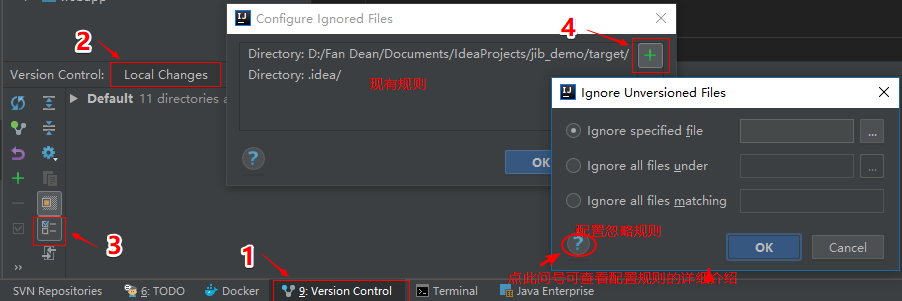 webapp
Configure Ignored Files
4
2
Directory: D:/Fan Dean/Documents/IdeaProjects/jib_demo/target/
Directory: .idea/
现有规则
Version Control: Local Changes
Ignore Unversioned Files
Default 11 directories a
Ignore specified file
...
?
OK
Ignore all files under
...
Ignore all files matching
3
配置忽略规则
?
OK
Cancel
1
点此问号可查看配置规则的详细介绍
»
SVN Repositories
6: TODO
Docker
9: Version Control
Terminal
Java Enterprise